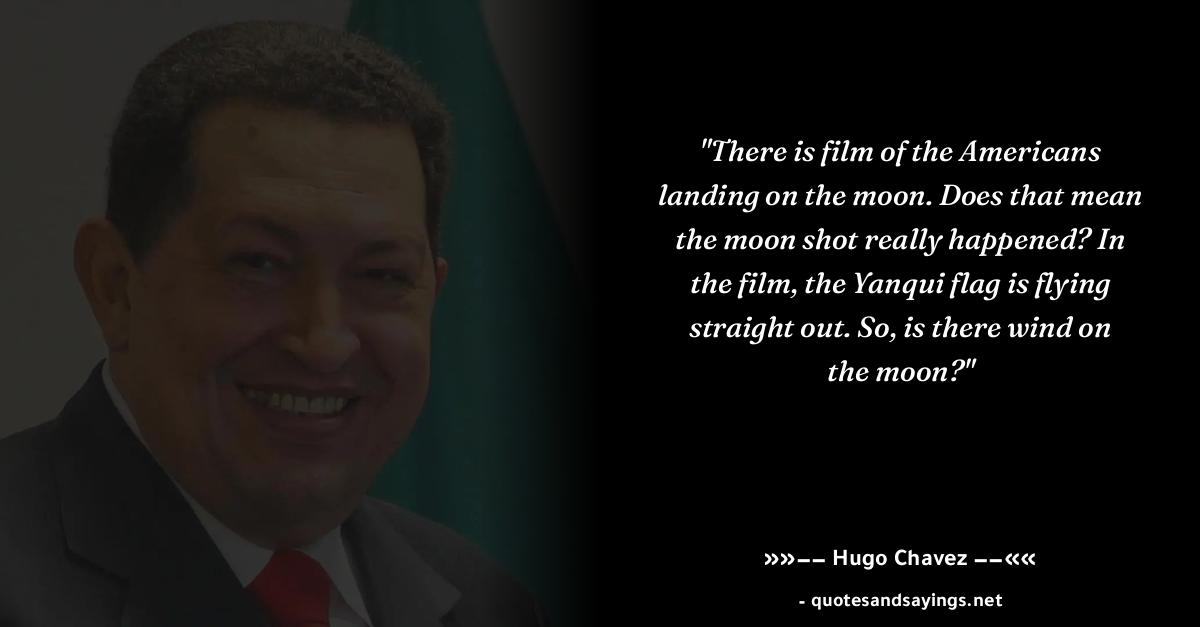 "There is film of the Americans
landing on the moon. Does that mean
the moon shot really happened? In
the film, the Yanqui flag is flying
straight out. So, is there wind on
the moon?"
»»—— Hugo Chavez ——««
- quotesandsayings.net